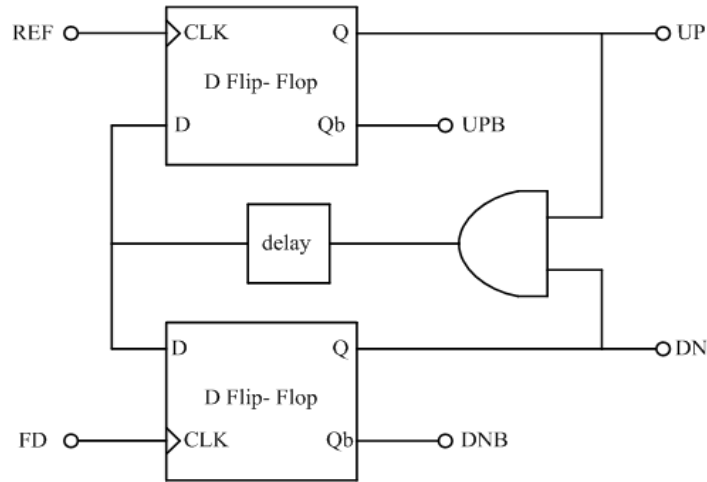 REF
CLK
Q
UP
D Flip- Flop
D
Qb
UPB
delay
D
Q
DN
D Flip- Flop
FD
CLK
Qb
DNB